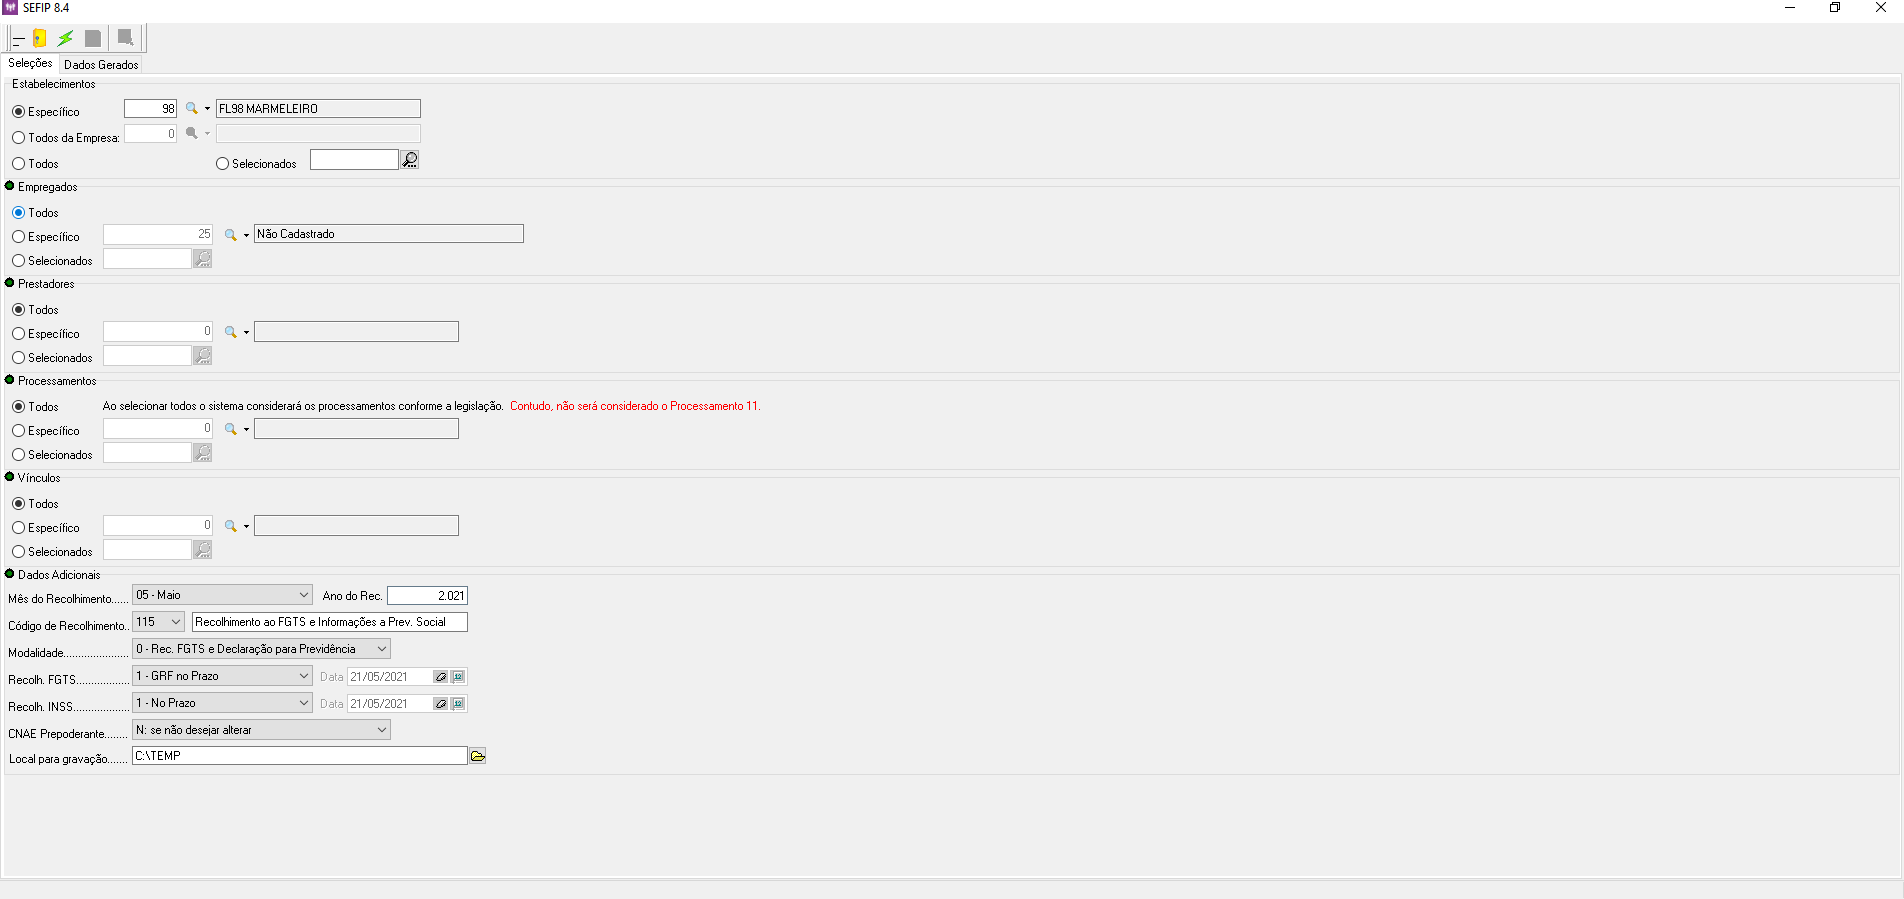 SEFIP 8.4
Seleções Dados Gerados
Estabelecimentos
Específico 98 FL98 MARMELEIRO
Todos da Empresa: 0
Todos Selecionados
Empregados
Todos
Específico 25 Não Cadastrado
Selecionados
Prestadores
Todos
Específico 0
Selecionados
Processamentos
Todos Ao selecionar todos o sistema considerará os processamentos conforme a legislação. Contudo, não será considerado o Processamento 11.
Específico 0
Selecionados
Vínculos
Todos
Específico 0
Selecionados
Dados Adicionais
Mês do Recolhimento...... 05 - Maio Ano do Rec. 2.021
Código de Recolhimento.. 115 Recolhimento ao FGTS e Informações a Prev. Social
Modalidade...................... 0 - Rec. FGTS e Declaração para Previdência
Recolh. FGTS.................. 1 - GRF no Prazo Data 21/05/2021
Recolh. INSS................... 1 - No Prazo Data 21/05/2021
CNAE Prepoderante........ N: se não desejar alterar
Local para gravação....... C:\TEMP